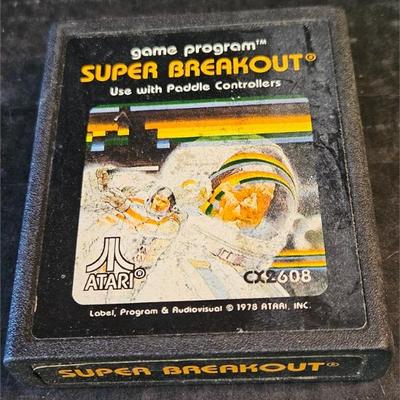 game program™
SUPER BREAKOUT®
Use with Paddle Controllers
ATARI®
CX2608
Label, Program & Audiovisual © 1978 ATARI, INC.
SUPER BREAKOUT®